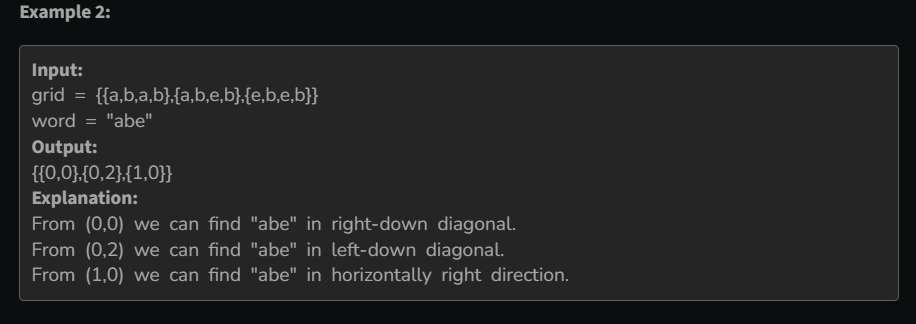 Example 2:
Input:
grid = {{a,b,a,b},{a,b,e,b},{e,b,e,b}}
word = "abe"
Output:
{{0,0},{0,2},{1,0}}
Explanation:
From (0,0) we can find "abe" in right-down diagonal.
From (0,2) we can find "abe" in left-down diagonal.
From (1,0) we can find "abe" in horizontally right direction.